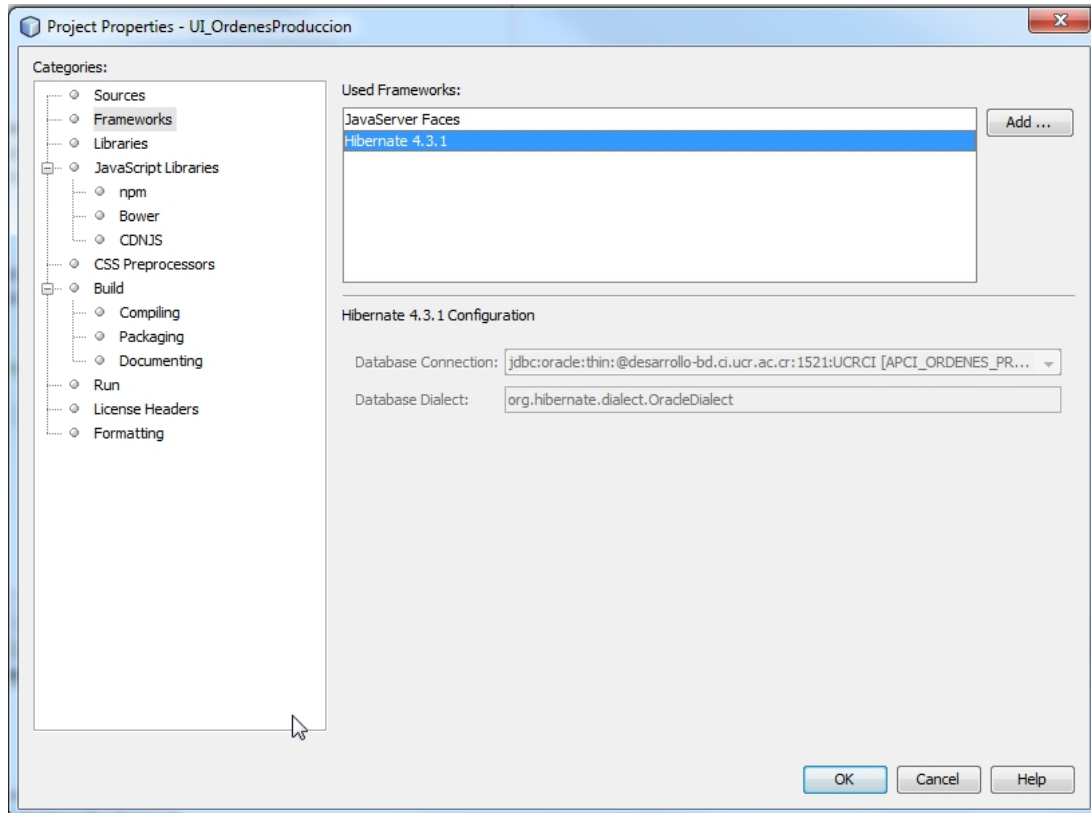 Project Properties - UI_OrdenesProduccion
Categories:
Sources
Frameworks
Libraries
JavaScript Libraries
npm
Bower
CDNJS
CSS Preprocessors
Build
Compiling
Packaging
Documenting
Run
License Headers
Formatting
Used Frameworks:
JavaServer Faces
Hibernate 4.3.1
Add ...
Hibernate 4.3.1 Configuration
Database Connection: jdbc:oracle:thin:@desarrollo-bd.ci.ucr.ac.cr:1521:UCRCI [APCI_ORDENES_PR...
Database Dialect: org.hibernate.dialect.OracleDialect
OK Cancel Help